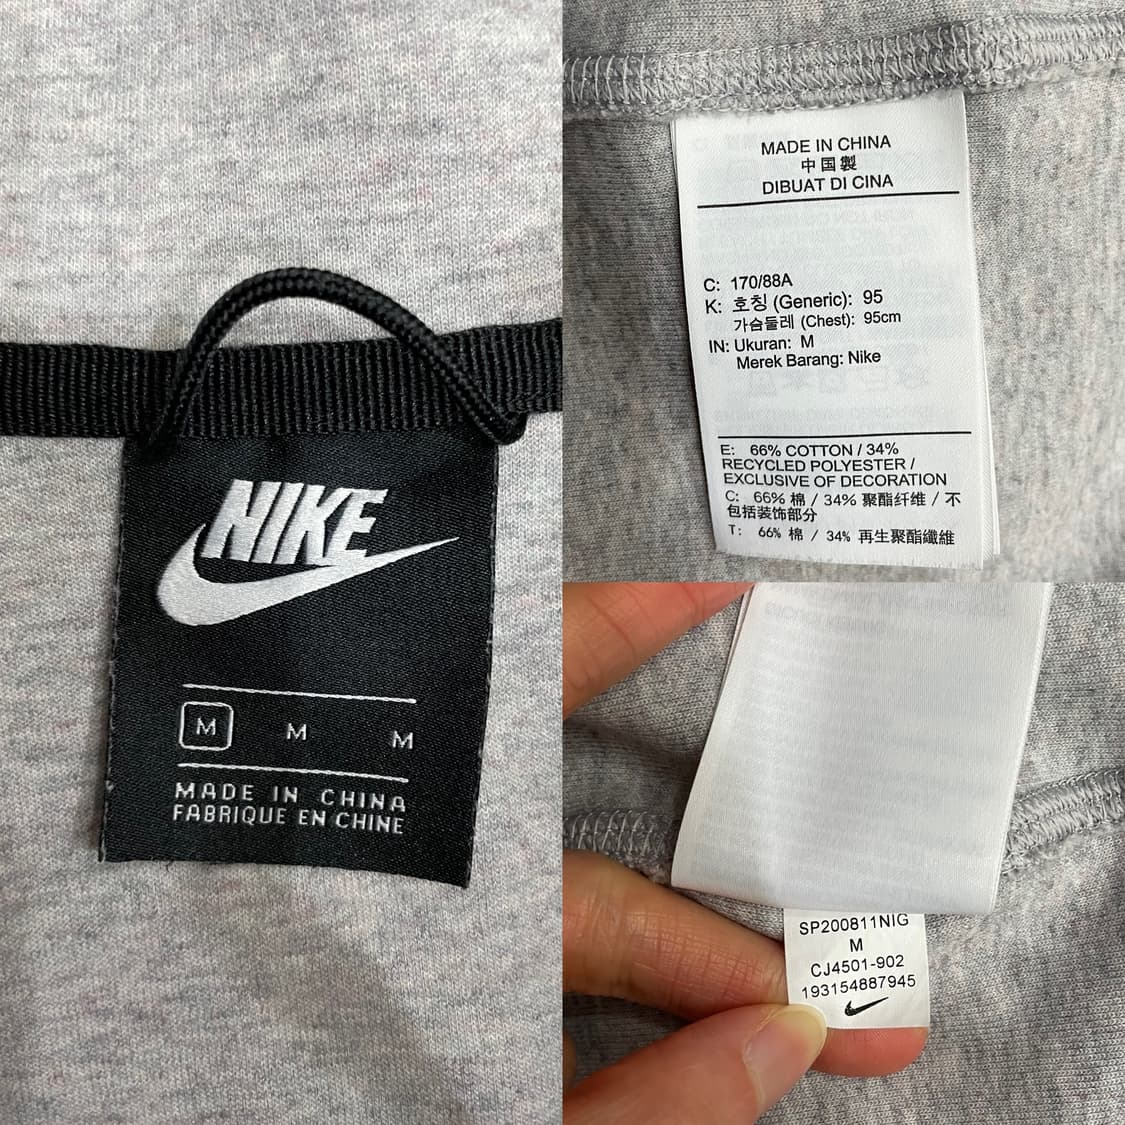 NIKE
M M M
MADE IN CHINA
FABRIQUE EN CHINE
MADE IN CHINA
中国製
DIBUAT DI CINA
C: 170/88A
K: 호칭 (Generic): 95
가슴둘레 (Chest): 95cm
IN: Ukuran: M
Merek Barang: Nike
E: 66% COTTON / 34%
RECYCLED POLYESTER /
EXCLUSIVE OF DECORATION
C: 66% 棉 / 34% 聚酯纤维 / 不
包括装饰部分
T: 66% 棉 / 34% 再生聚酯纖維
SP200811NIG
M
CJ4501-902
193154887945